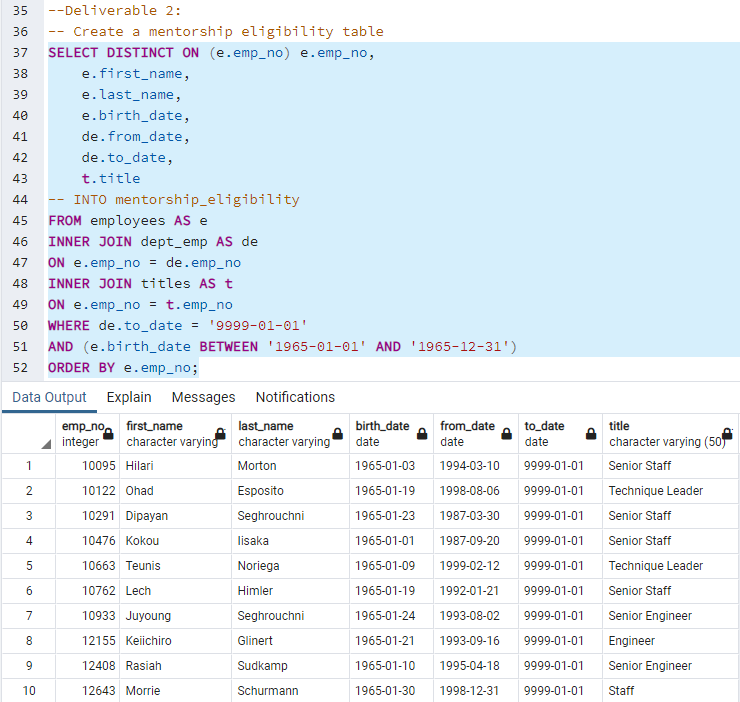 35 --Deliverable 2:
36 -- Create a mentorship eligibility table
37 SELECT DISTINCT ON (e.emp_no) e.emp_no,
38 e.first_name,
39 e.last_name,
40 e.birth_date,
41 de.from_date,
42 de.to_date,
43 t.title
44 -- INTO mentorship_eligibility
45 FROM employees AS e
46 INNER JOIN dept_emp AS de
47 ON e.emp_no = de.emp_no
48 INNER JOIN titles AS t
49 ON e.emp_no = t.emp_no
50 WHERE de.to_date = '9999-01-01'
51 AND (e.birth_date BETWEEN '1965-01-01' AND '1965-12-31')
52 ORDER BY e.emp_no;
Data Output Explain Messages Notifications
emp_no first_name last_name birth_date from_date to_date title
integer character varying character varying date date date character varying (50)
1 10095 Hilari Morton 1965-01-03 1994-03-10 9999-01-01 Senior Staff
2 10122 Ohad Esposito 1965-01-19 1998-08-06 9999-01-01 Technique Leader
3 10291 Dipayan Seghrouchni 1965-01-23 1987-03-30 9999-01-01 Senior Staff
4 10476 Kokou Iisaka 1965-01-01 1987-09-20 9999-01-01 Senior Staff
5 10663 Teunis Noriega 1965-01-09 1999-02-12 9999-01-01 Technique Leader
6 10762 Lech Himler 1965-01-19 1992-01-21 9999-01-01 Senior Staff
7 10933 Juyoung Seghrouchni 1965-01-24 1993-08-02 9999-01-01 Senior Engineer
8 12155 Keiichiro Glinert 1965-01-21 1993-09-16 9999-01-01 Engineer
9 12408 Rasiah Sudkamp 1965-01-10 1995-04-18 9999-01-01 Senior Engineer
10 12643 Morrie Schurmann 1965-01-30 1998-12-31 9999-01-01 Staff